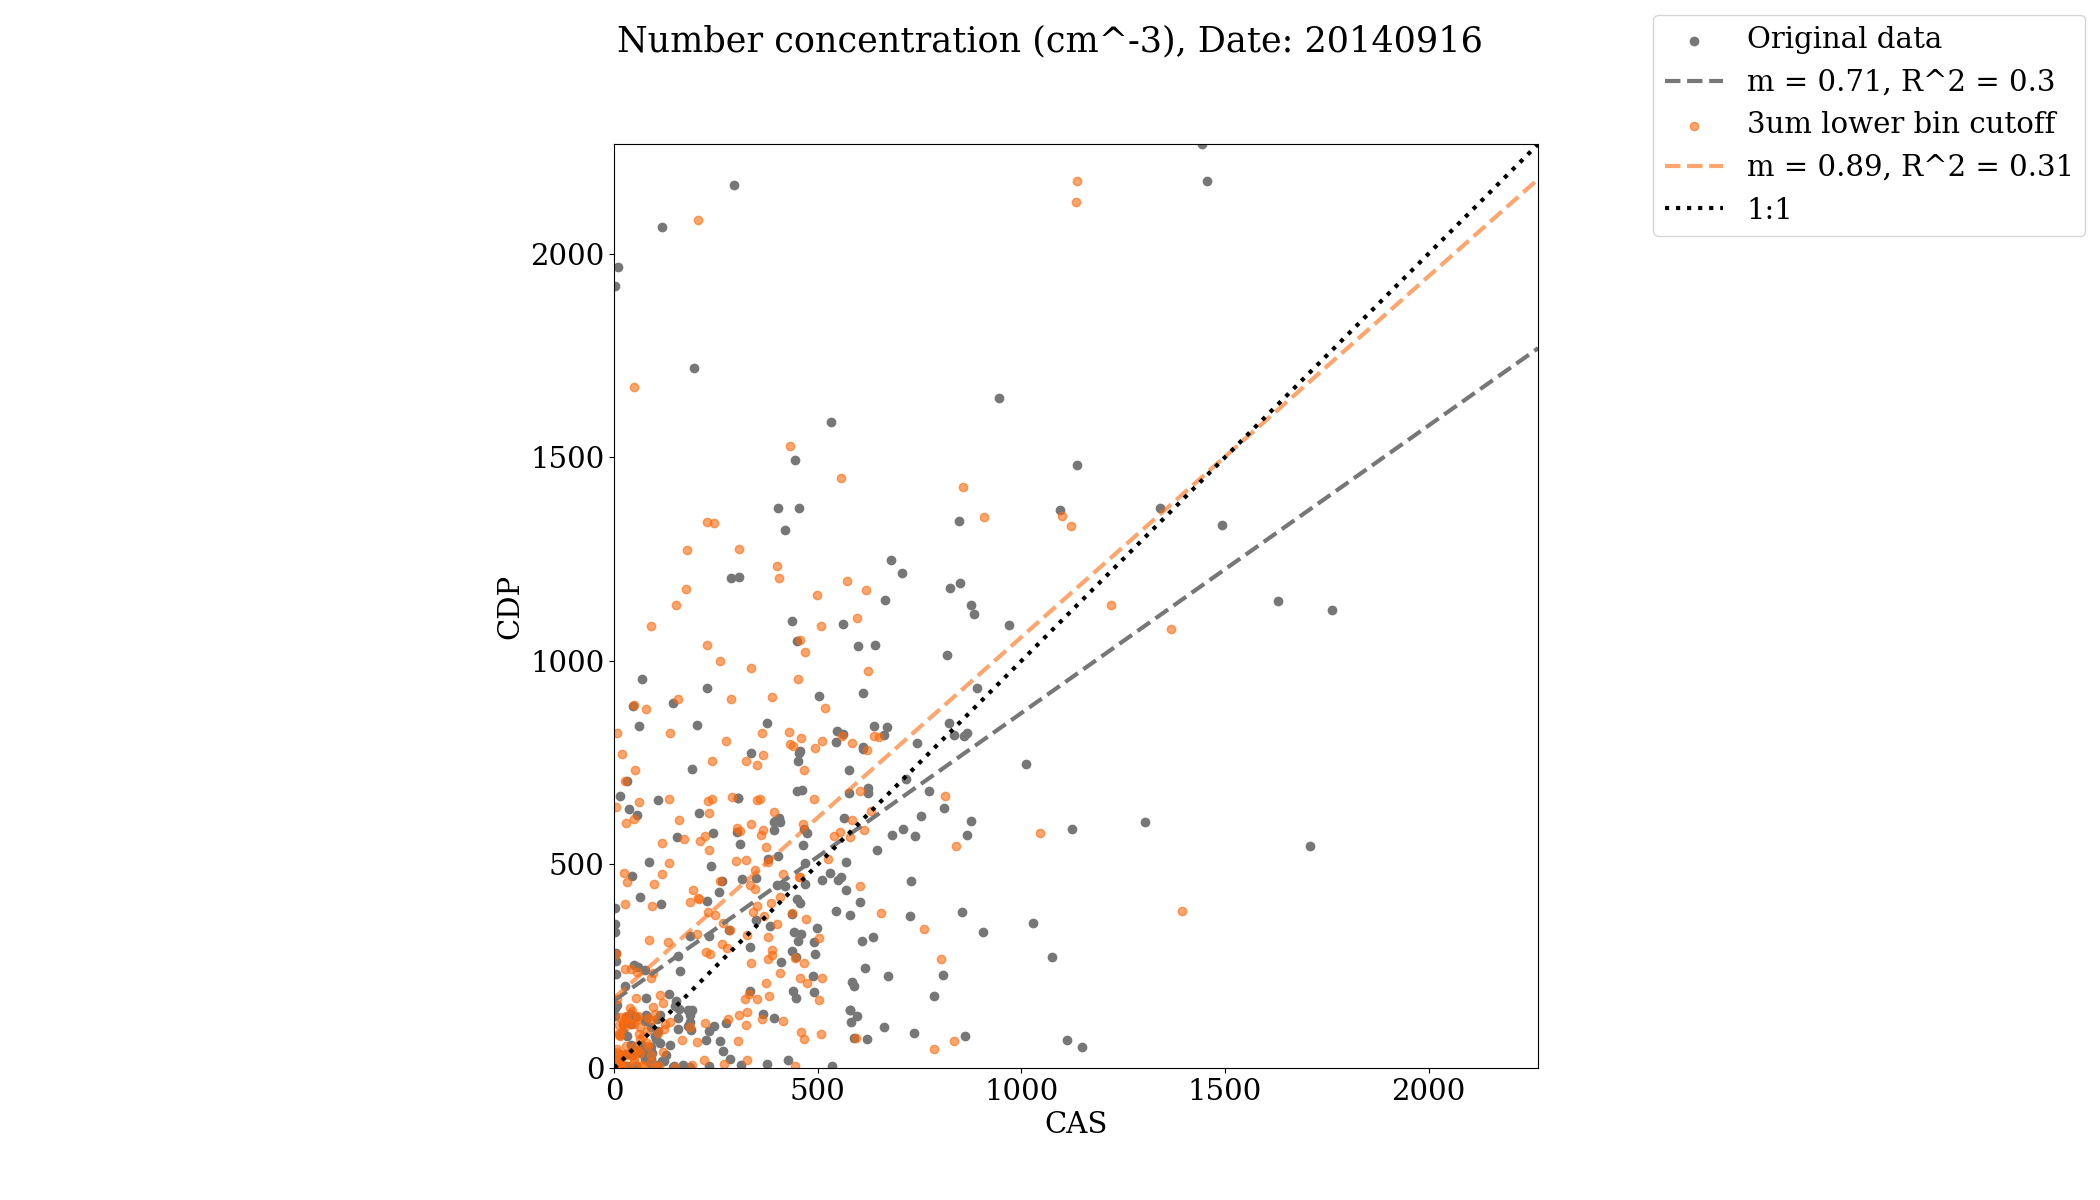 Number concentration (cm^-3), Date: 20140916
Original data
m = 0.71, R^2 = 0.3
3um lower bin cutoff
m = 0.89, R^2 = 0.31
1:1
2000
1500
1000
500
0
CDP
0 500 1000 1500 2000
CAS